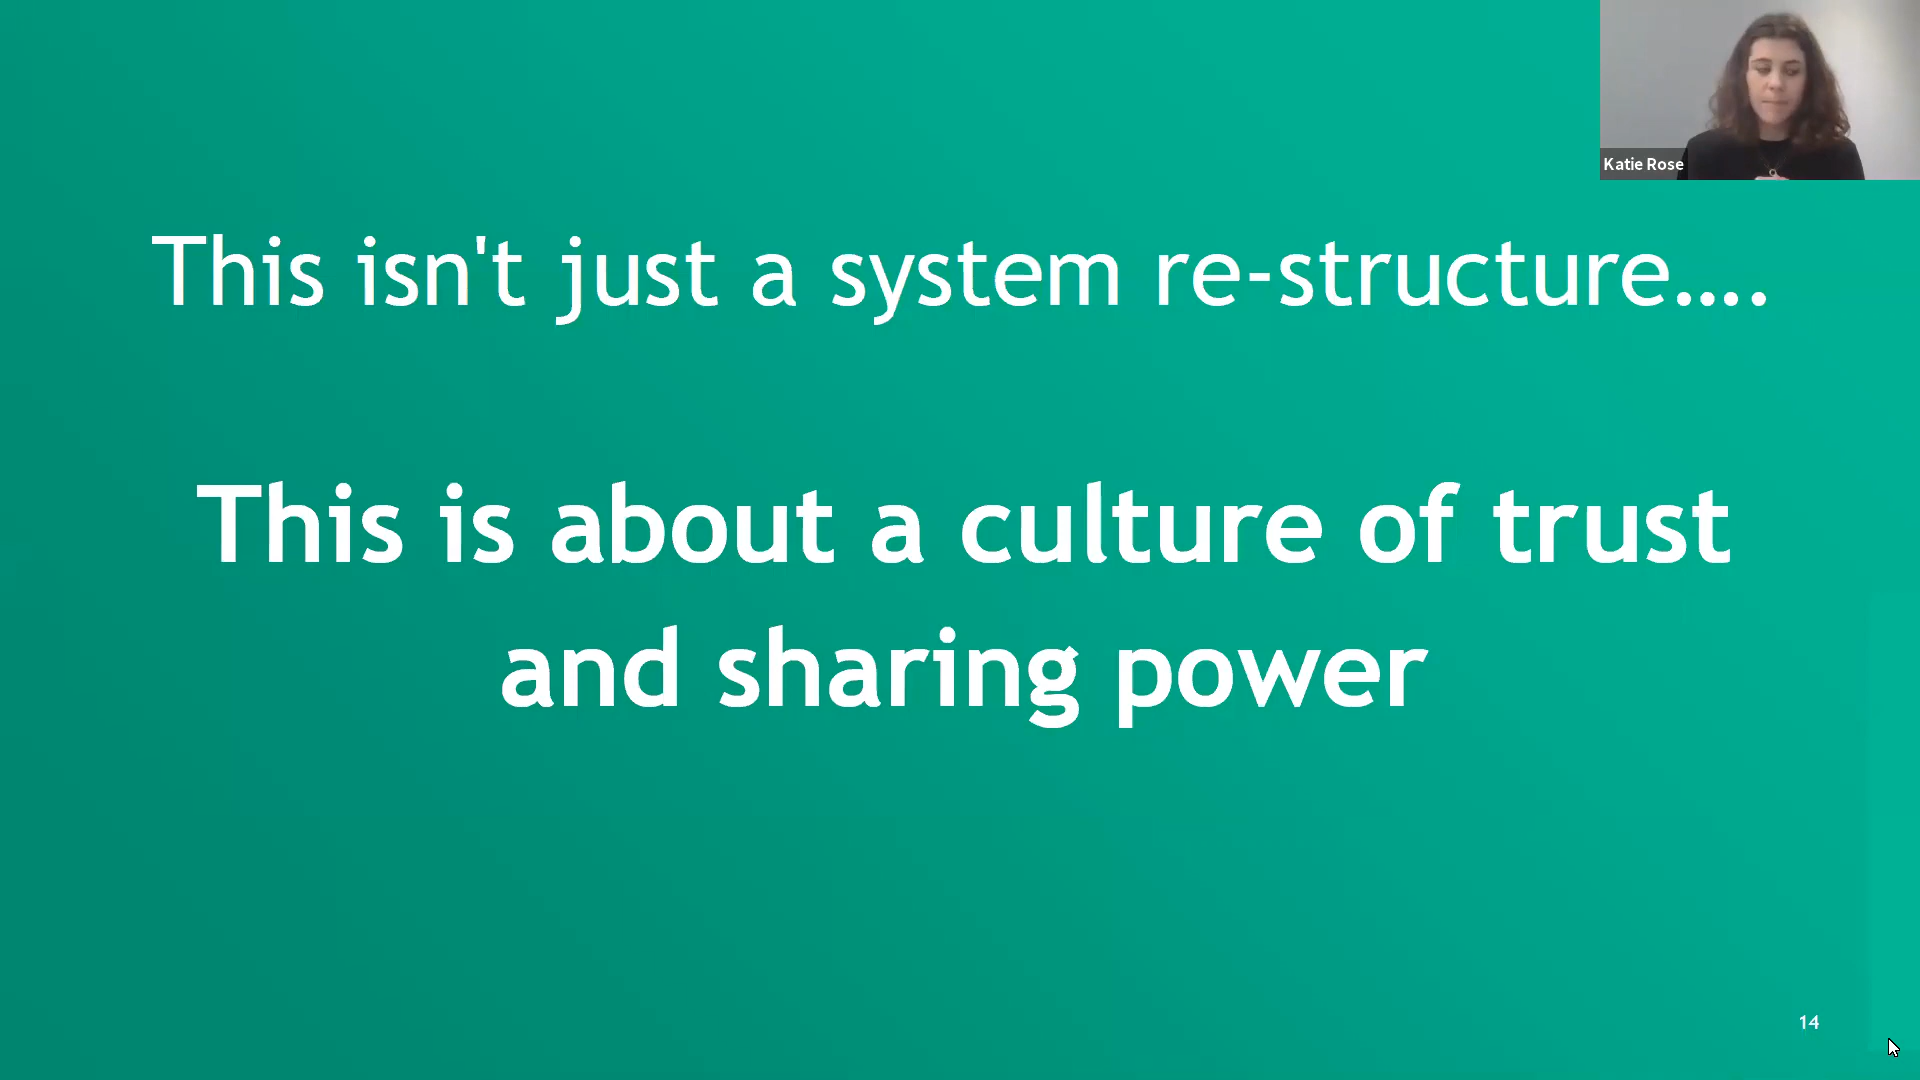 Katie Rose
This isn't just a system re-structure....
This is about a culture of trust
and sharing power
14